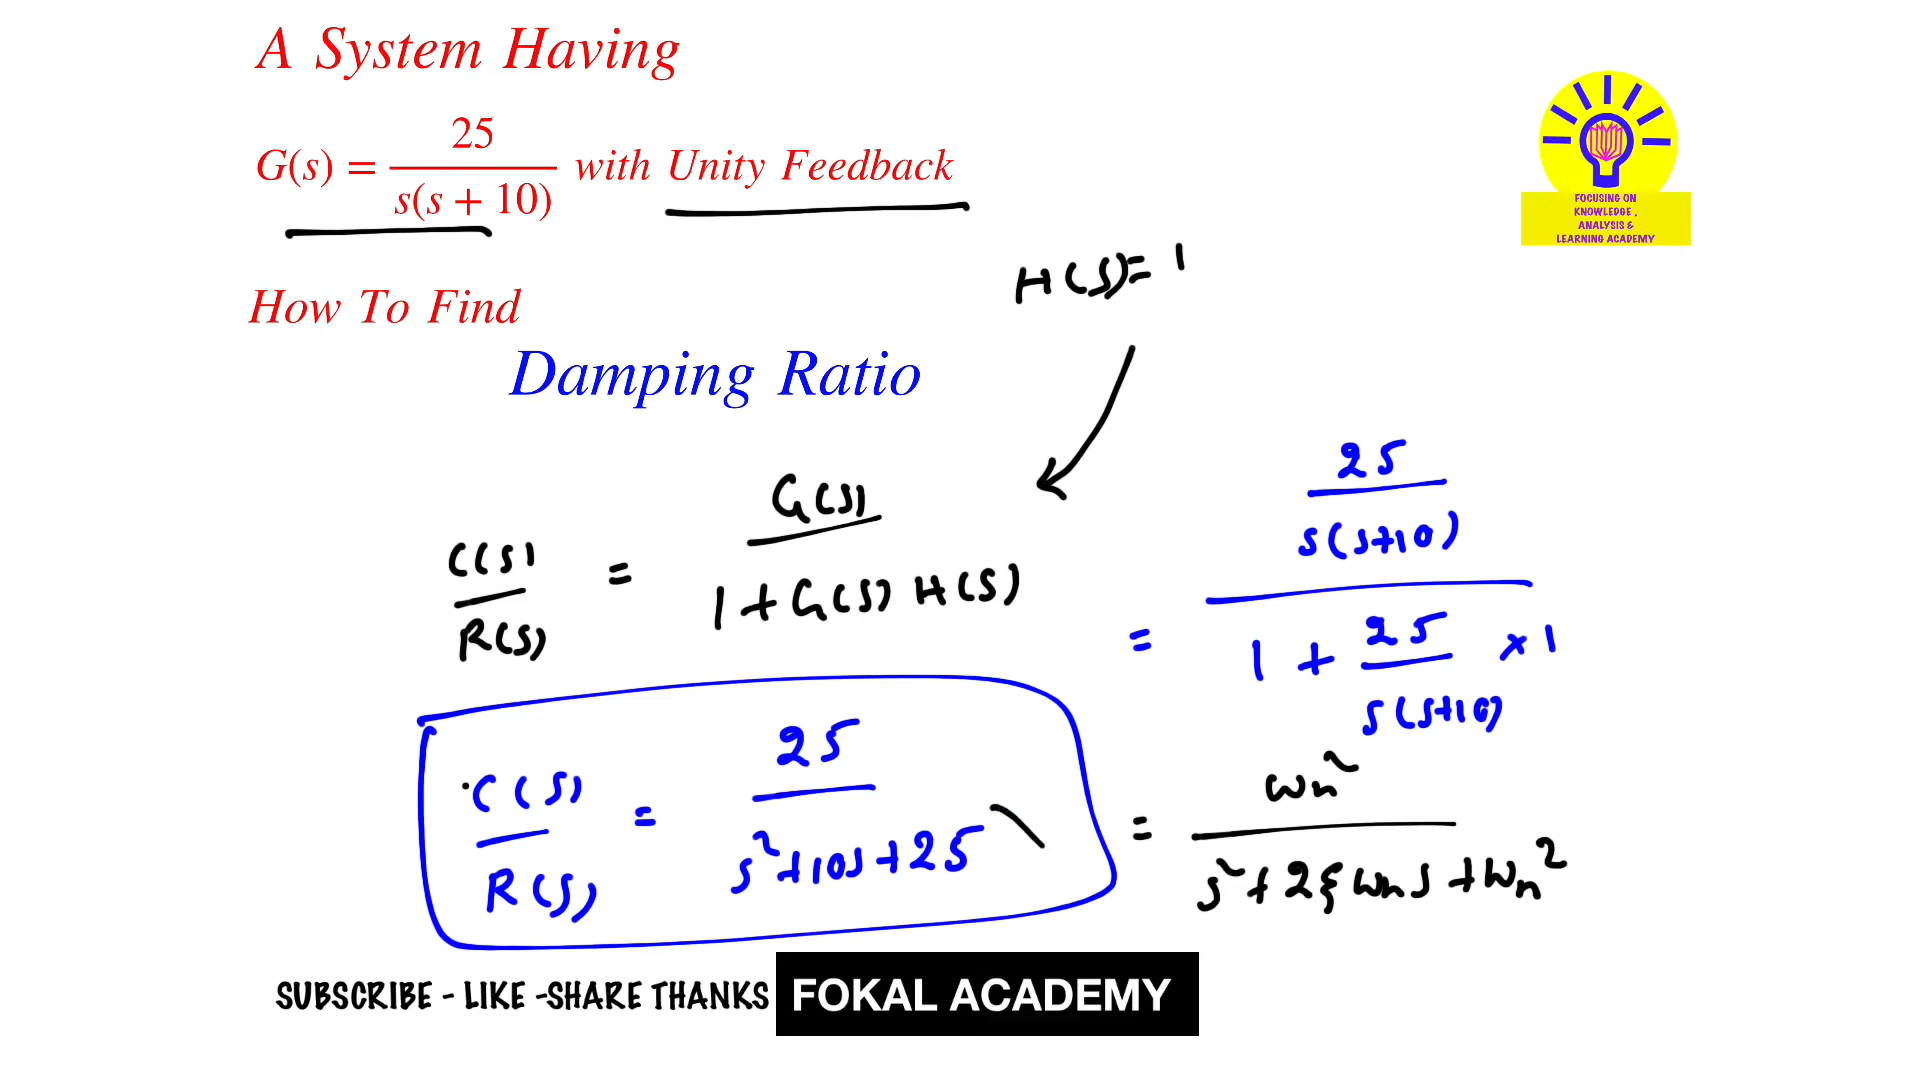 A System Having
G(s) = 25 / s(s + 10) with Unity Feedback
FOCUSING ON
KNOWLEDGE ,
ANALYSIS &
LEARNING ACADEMY
H(S)= 1
How To Find
Damping Ratio
C(S) / R(S) = G(S) / 1 + G(S) H(S)
= 25 / s(s+10) / 1 + 25 / s(s+10) × 1
C(S) / R(S) = 25 / s²+10s+25
= ωn² / s²+2ξωns+ωn²
SUBSCRIBE - LIKE -SHARE THANKS
FOKAL ACADEMY